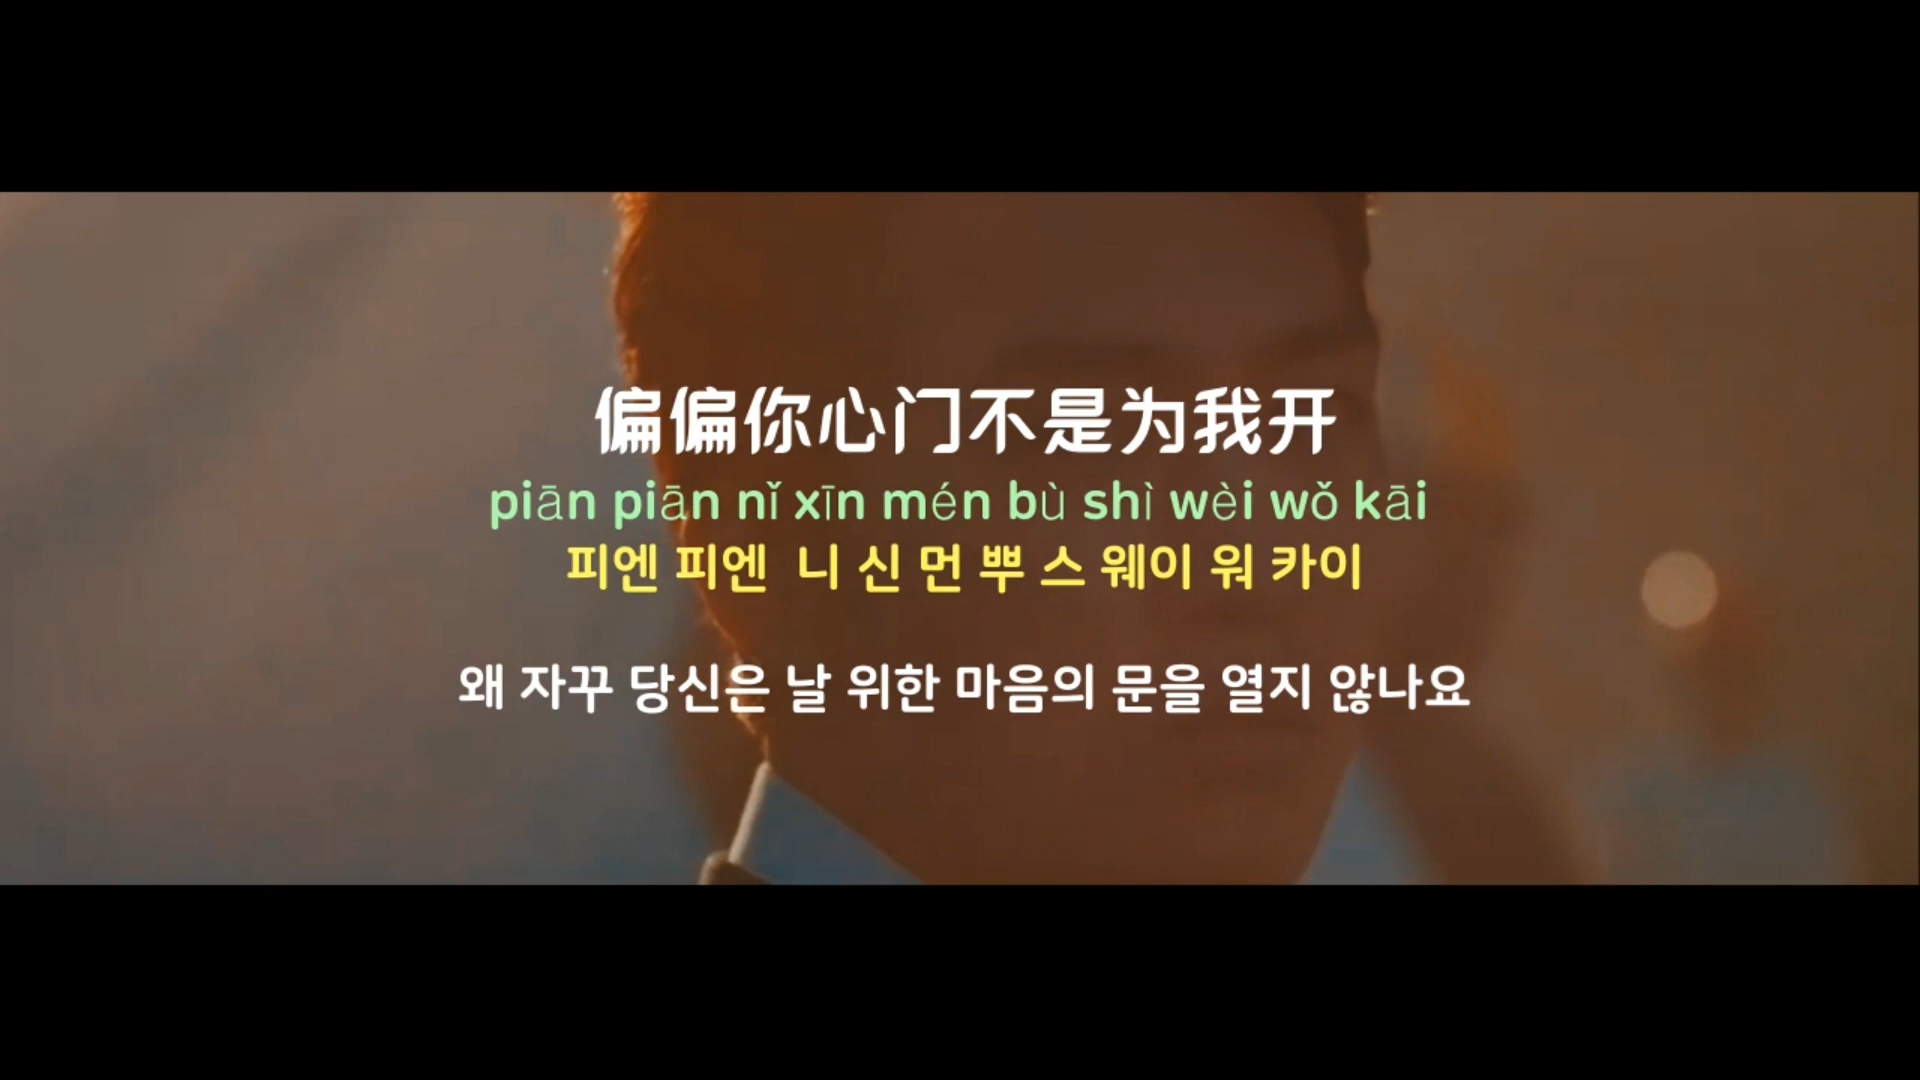 偏偏你心门不是为我开
piān piān nǐ xīn mén bù shì wèi wǒ kāi
피엔 피엔 니 신 먼 뿌 스 웨이 워 카이
왜 자꾸 당신은 날 위한 마음의 문을 열지 않나요